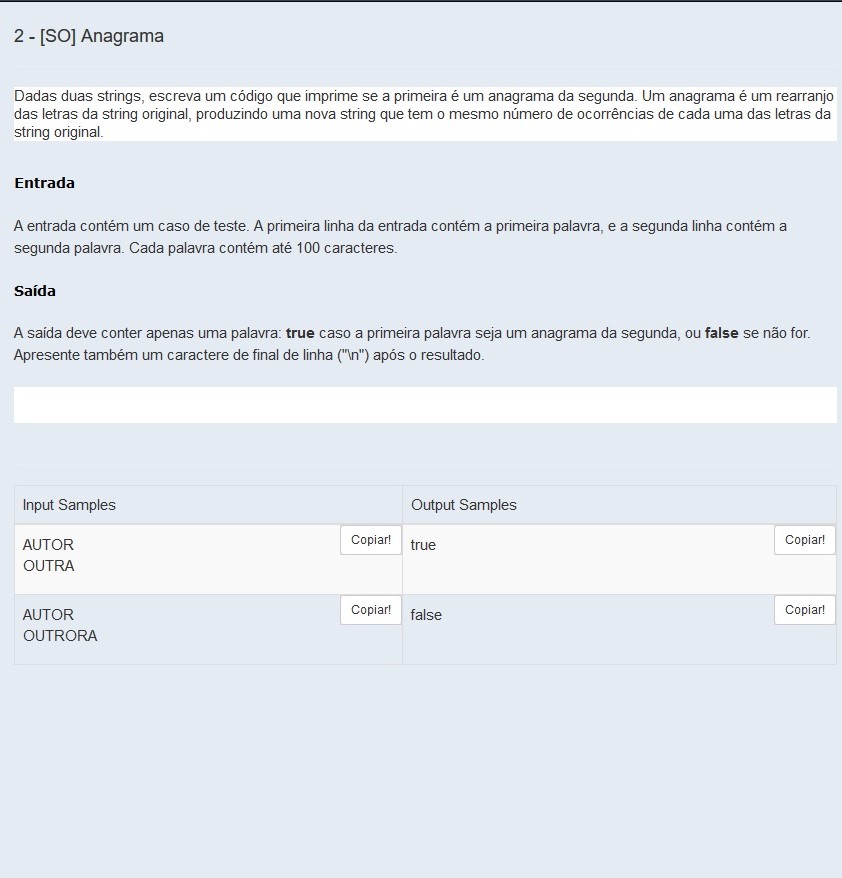 2 - [SO] Anagrama
Dadas duas strings, escreva um código que imprime se a primeira é um anagrama da segunda. Um anagrama é um rearranjo
das letras da string original, produzindo uma nova string que tem o mesmo número de ocorrências de cada uma das letras da
string original.
Entrada
A entrada contém um caso de teste. A primeira linha da entrada contém a primeira palavra, e a segunda linha contém a
segunda palavra. Cada palavra contém até 100 caracteres.
Saída
A saída deve conter apenas uma palavra: true caso a primeira palavra seja um anagrama da segunda, ou false se não for.
Apresente também um caractere de final de linha ("\n") após o resultado.
Input Samples
Output Samples
AUTOR
OUTRA
Copiar!
true
Copiar!
AUTOR
OUTRORA
Copiar!
false
Copiar!